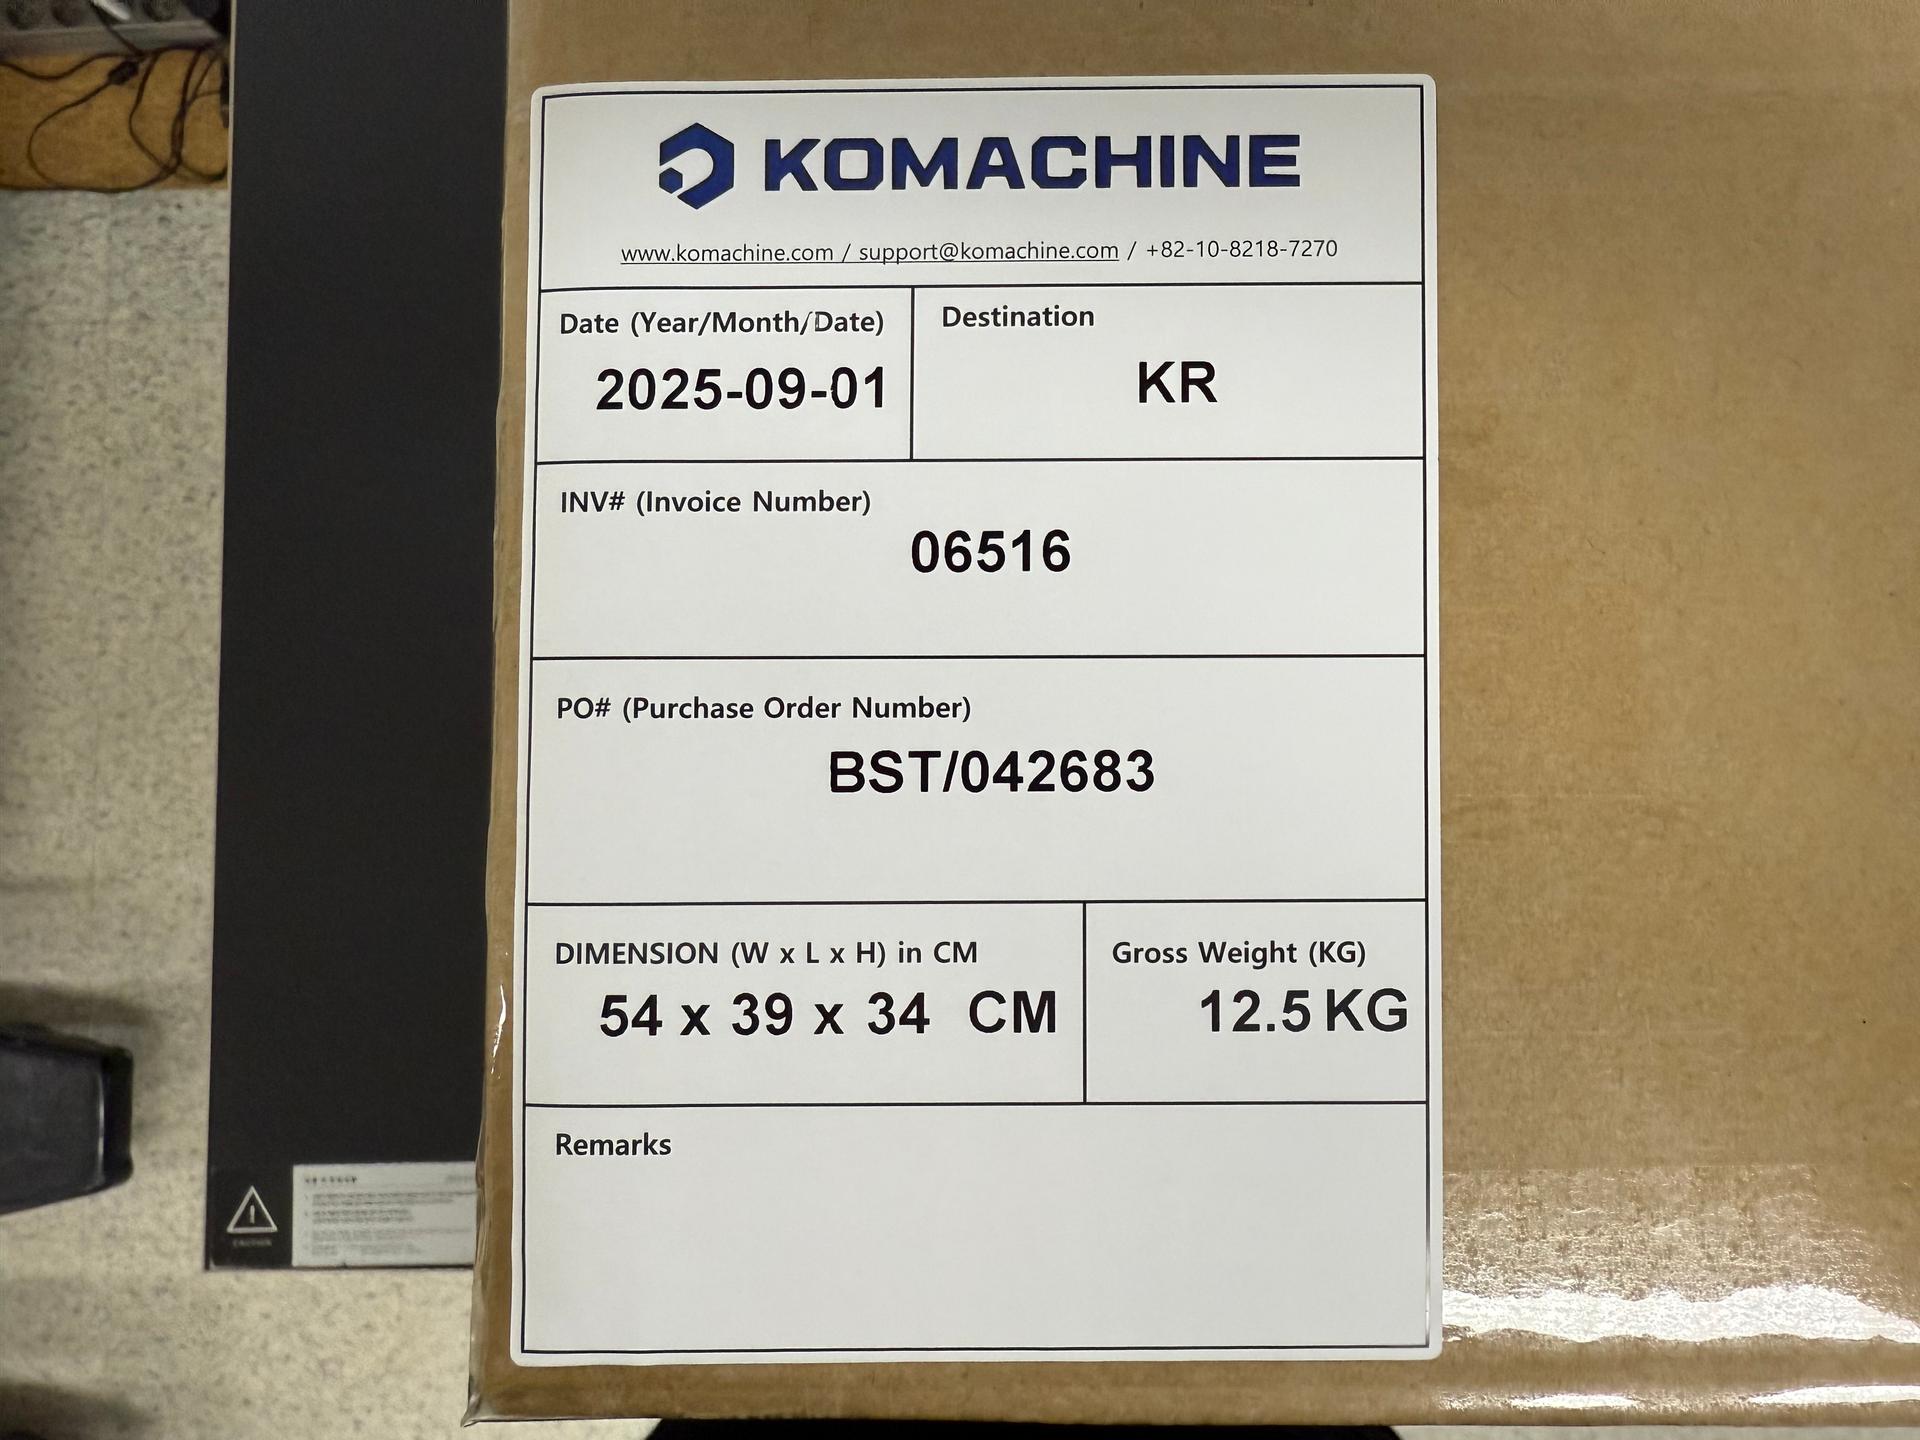 KOMACHINE
www.komachine.com / support@komachine.com / +82-10-8218-7270
Date (Year/Month/Date)
2025-09-01
Destination
KR
INV# (Invoice Number)
06516
PO# (Purchase Order Number)
BST/042683
DIMENSION (W x L x H) in CM
54 x 39 x 34 CM
Gross Weight (KG)
12.5 KG
Remarks
CAUTION